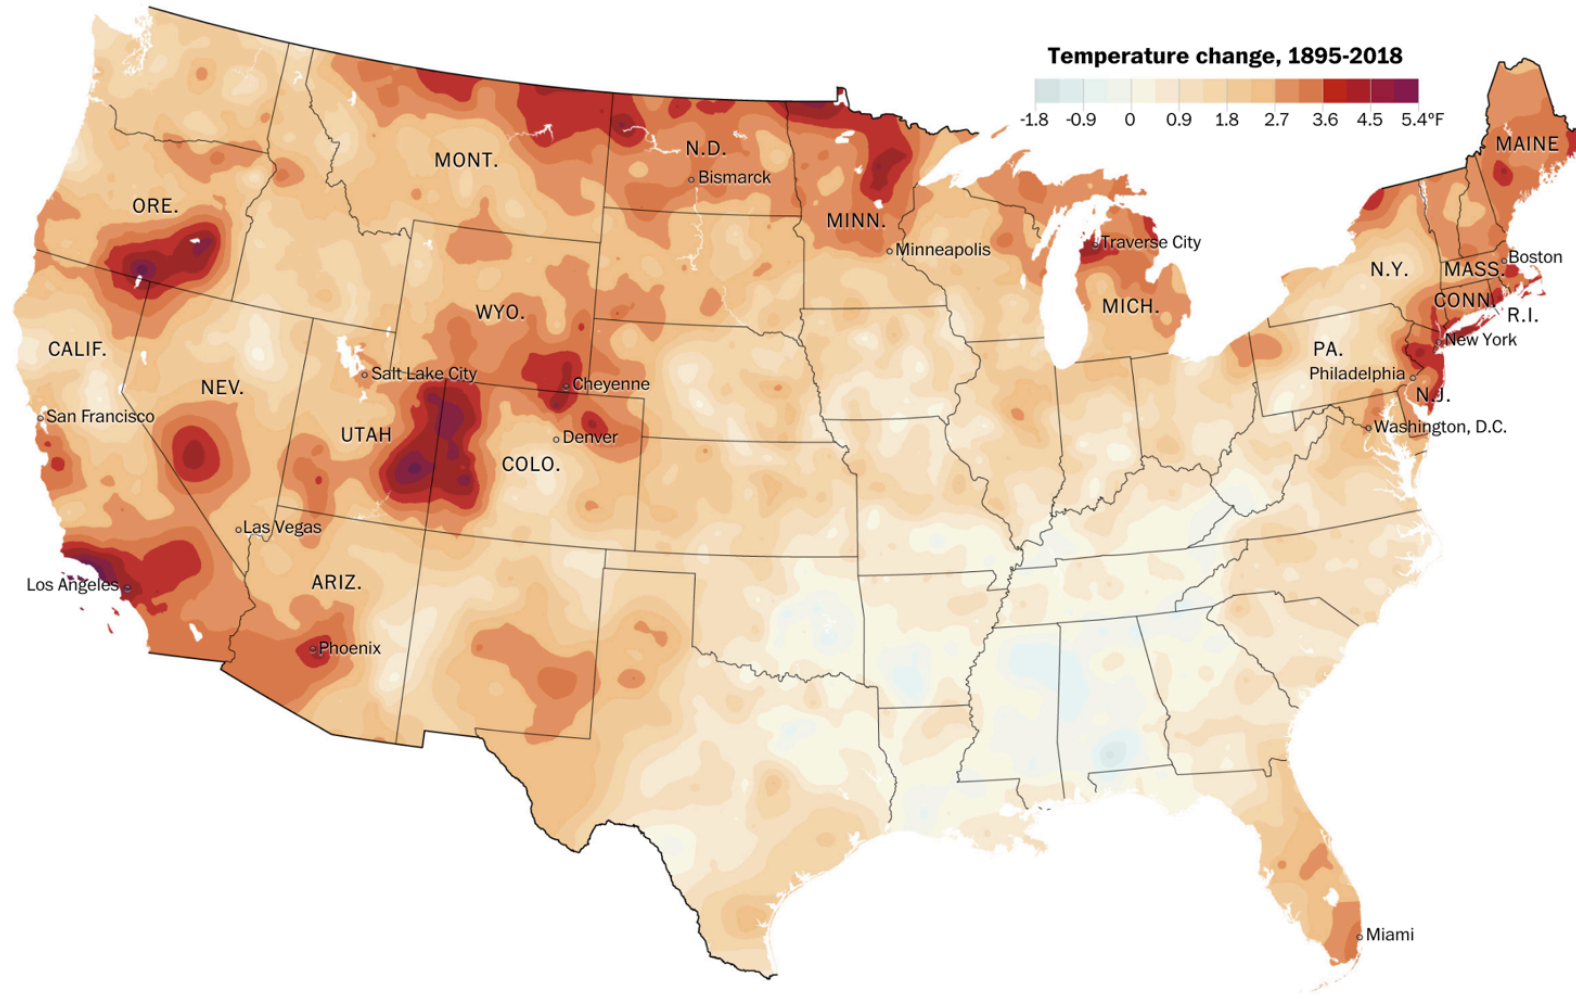 Temperature change, 1895-2018
-1.8 -0.9 0 0.9 1.8 2.7 3.6 4.5 5.4°F
MAINE
N.D.
MONT.
Bismarck
ORE.
MINN.
Minneapolis
Traverse City
Boston
N.Y.
MASS.
CONN.
MICH.
WYO.
R.I.
New York
CALIF.
PA.
Salt Lake City
Philadelphia
Cheyenne
NEV.
N.J.
San Francisco
Washington, D.C.
UTAH
Denver
COLO.
Las Vegas
Los Angeles
ARIZ.
Phoenix
Miami